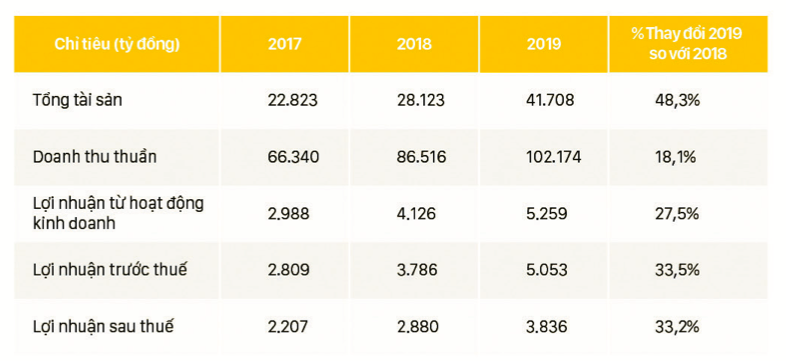 Chỉ tiêu (tỷ đồng) 2017 2018 2019 % Thay đổi 2019
so với 2018
Tổng tài sản 22.823 28.123 41.708 48,3%
Doanh thu thuần 66.340 86.516 102.174 18,1%
Lợi nhuận từ hoạt động
kinh doanh 2.988 4.126 5.259 27,5%
Lợi nhuận trước thuế 2.809 3.786 5.053 33,5%
Lợi nhuận sau thuế 2.207 2.880 3.836 33,2%